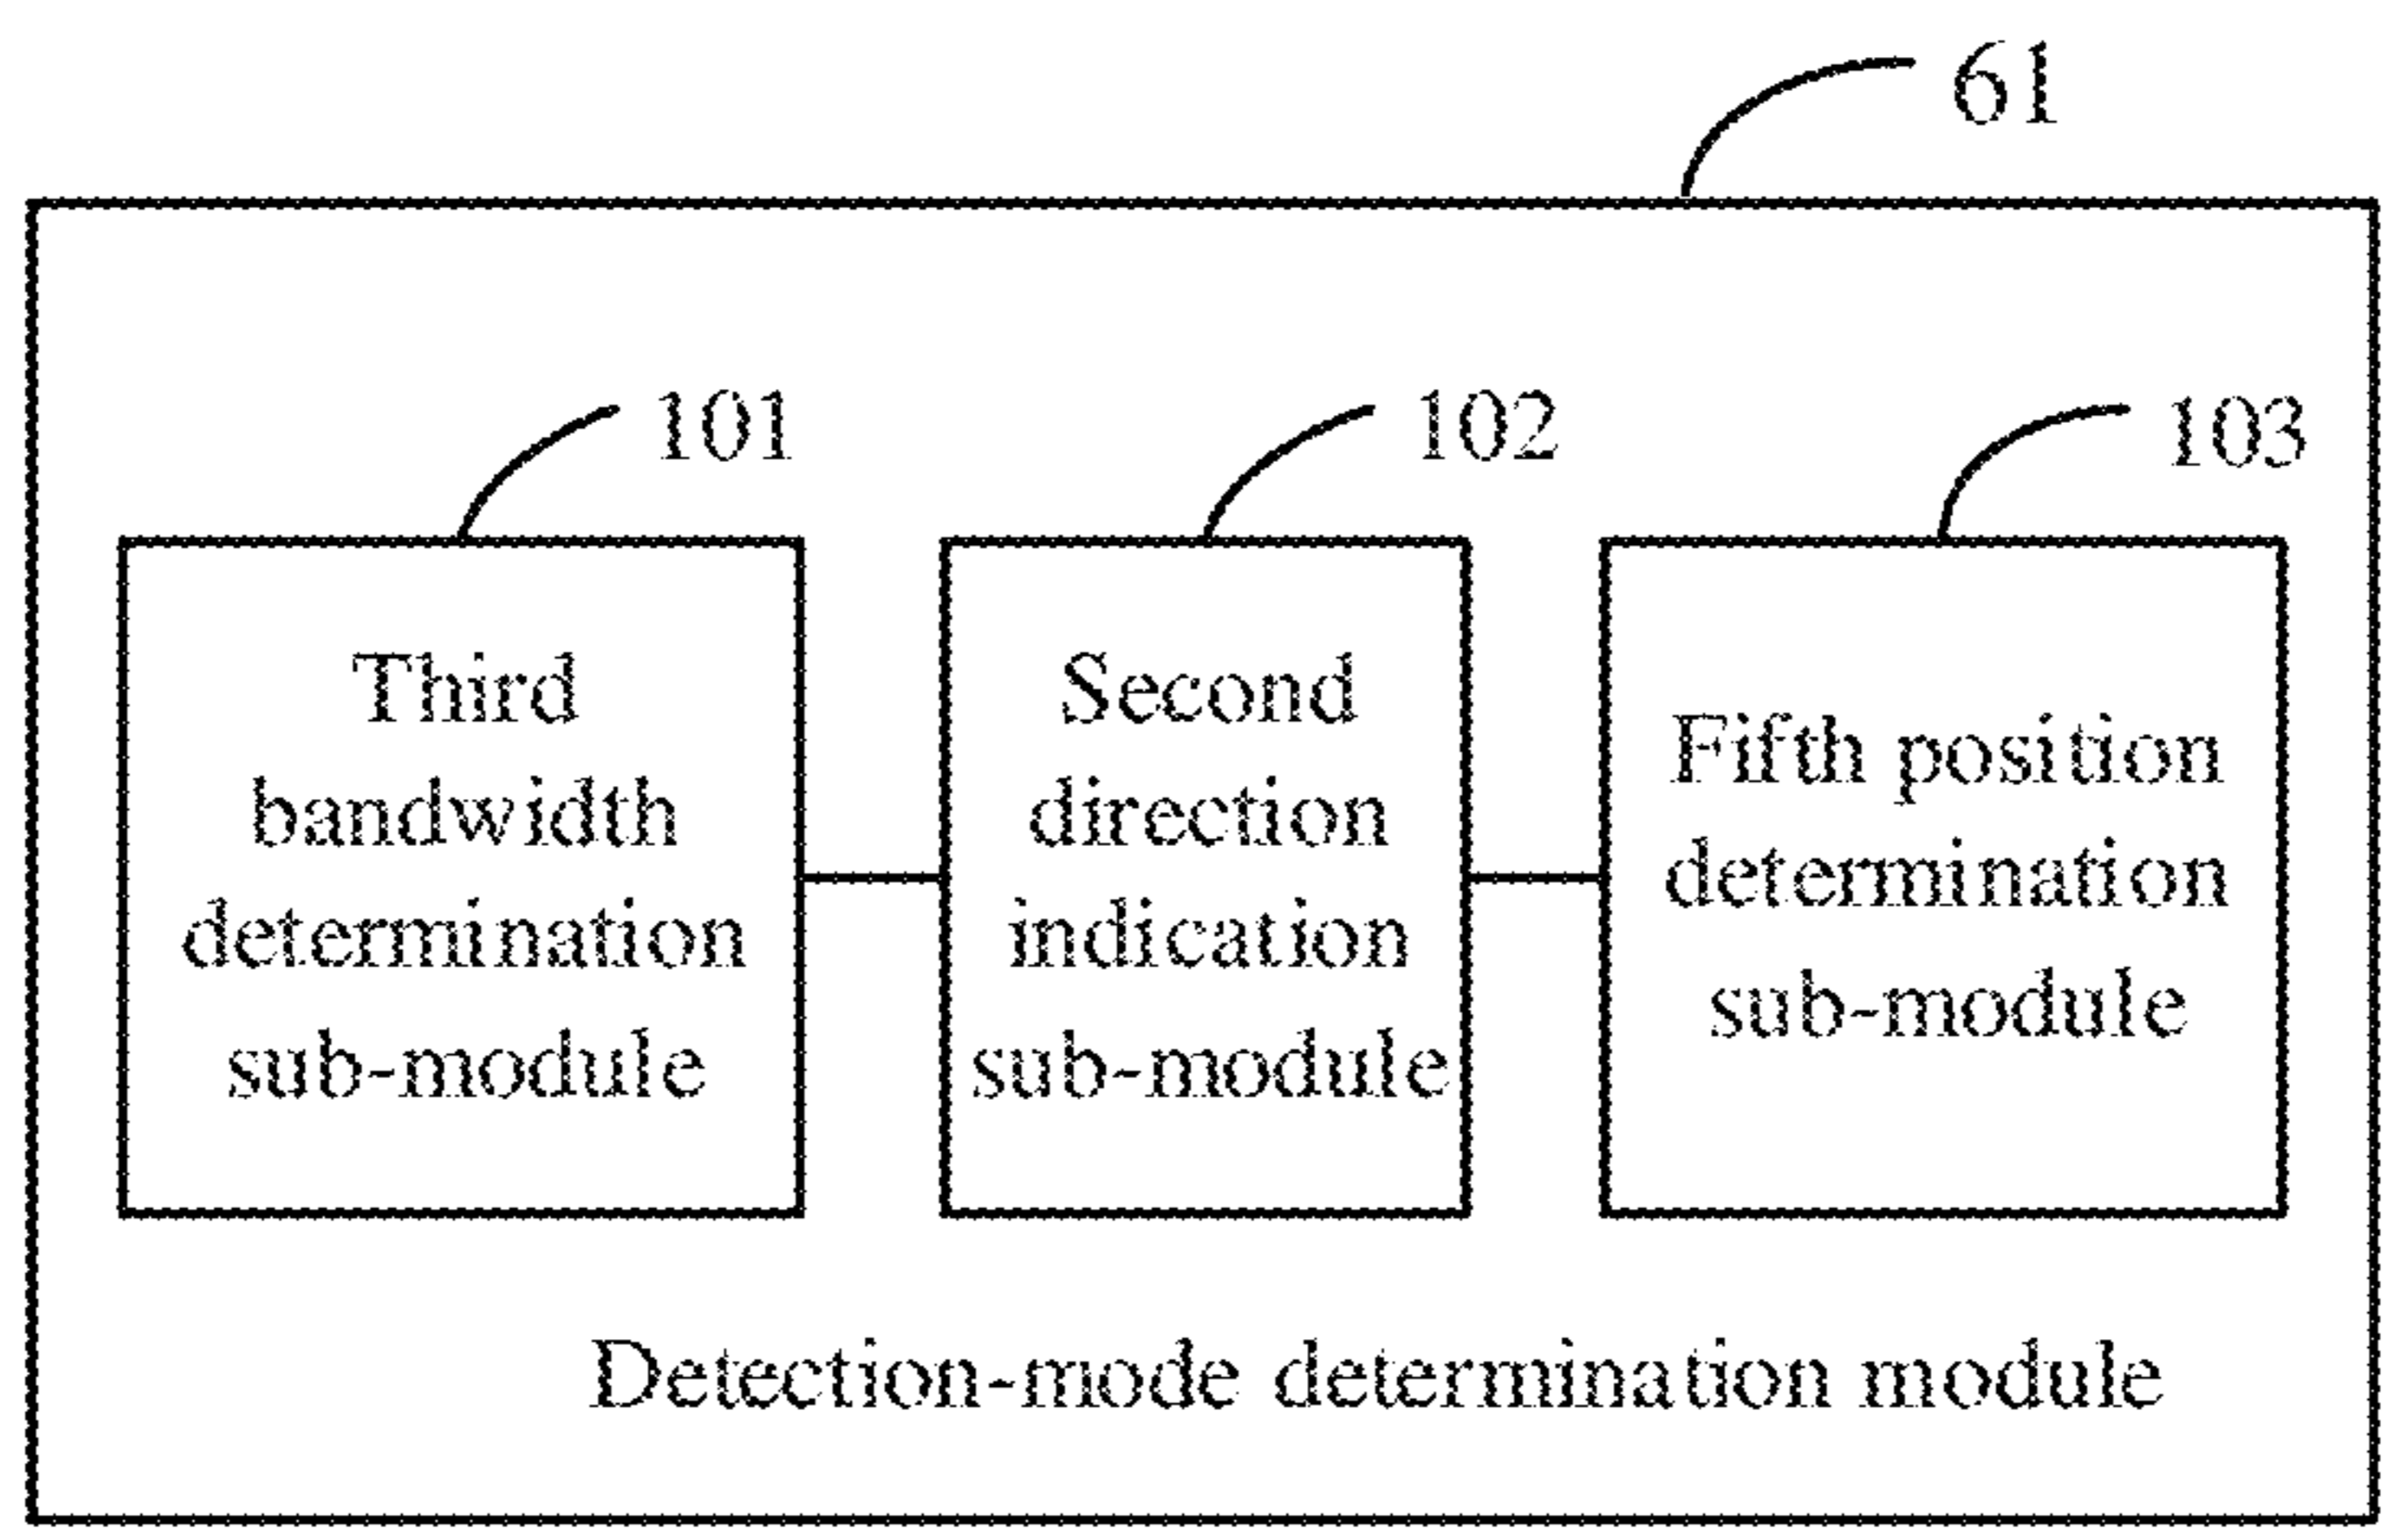 61
101
102
103
Third
bandwidth
determination
sub-module
Second
direction
indication
sub-module
Fifth position
determination
sub-module
Detection-mode determination module